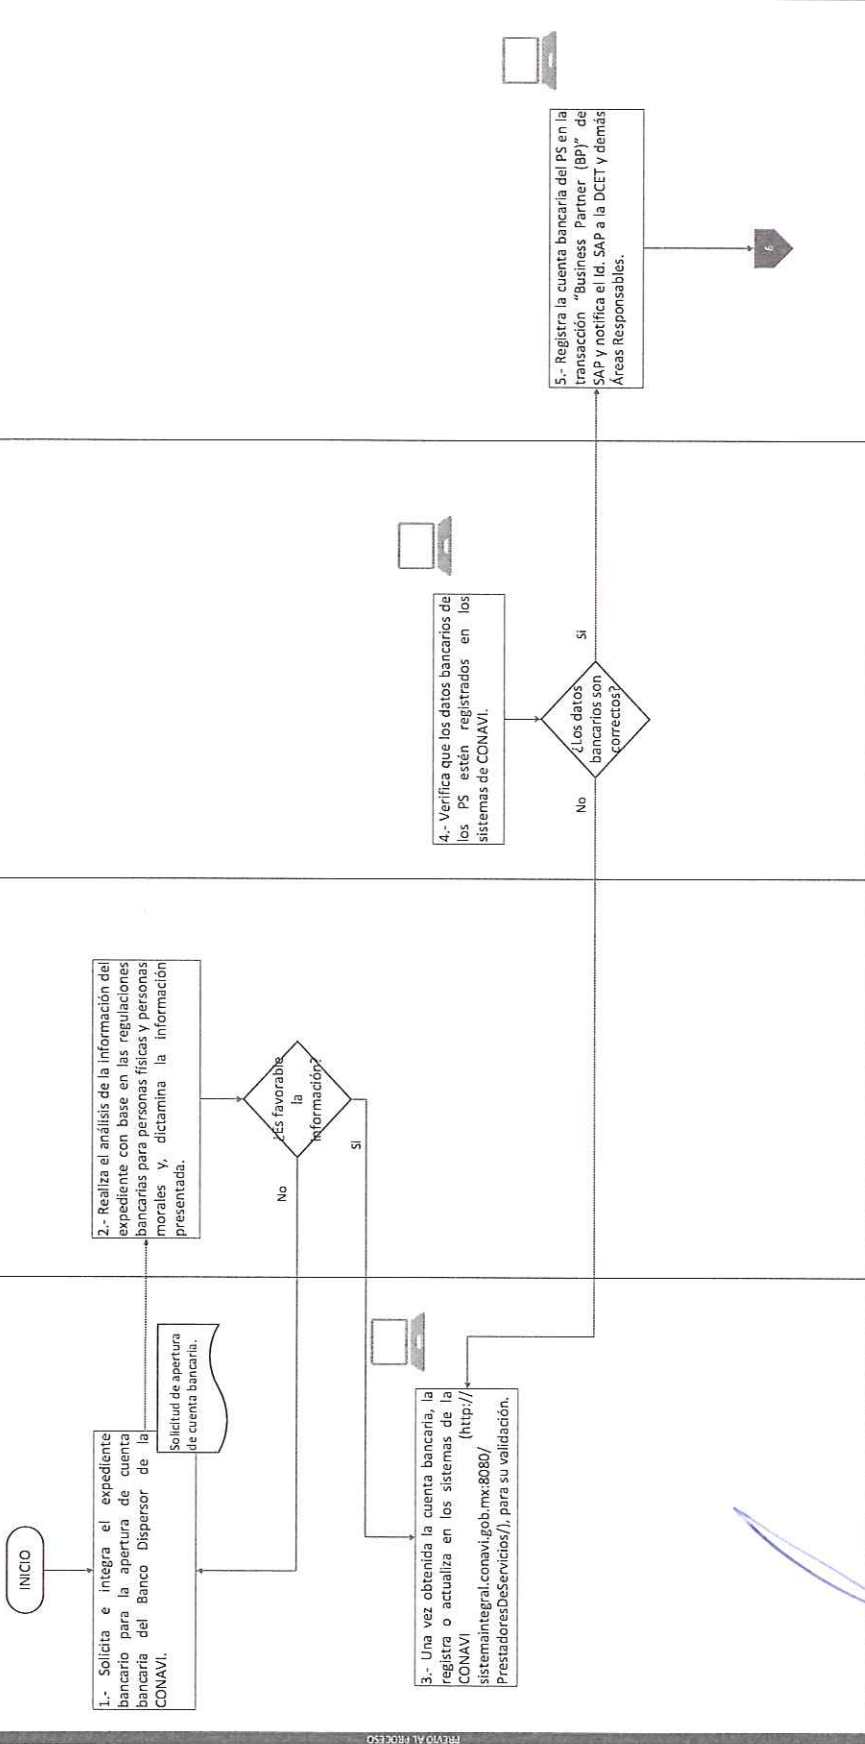 INICIO
1.- Solicita e integra el expediente
bancario para la apertura de cuenta
bancaria del Banco Dispersor de la
CONAVI.
Solicitud de apertura
de cuenta bancaria.
2.- Realiza el análisis de la información del
expediente con base en las regulaciones
bancarias para personas físicas y personas
morales y, dictamina la información
presentada.
¿Es favorable
la
información?
No
Si
3.- Una vez obtenida la cuenta bancaria, la
registra o actualiza en los sistemas de la
CONAVI (http://
sistemaintegral.conavi.gob.mx:8080/
PrestadoresDeServicios/), para su validación.
4.- Verifica que los datos bancarios de
los PS estén registrados en los
sistemas de CONAVI.
¿Los datos
bancarios son
correctos?
No
Si
5.- Registra la cuenta bancaria del PS en la
transacción "Business Partner (BP)" de
SAP y notifica el Id. SAP a la DCET y demás
Áreas Responsables.
6
PREVIO AL PROCESO